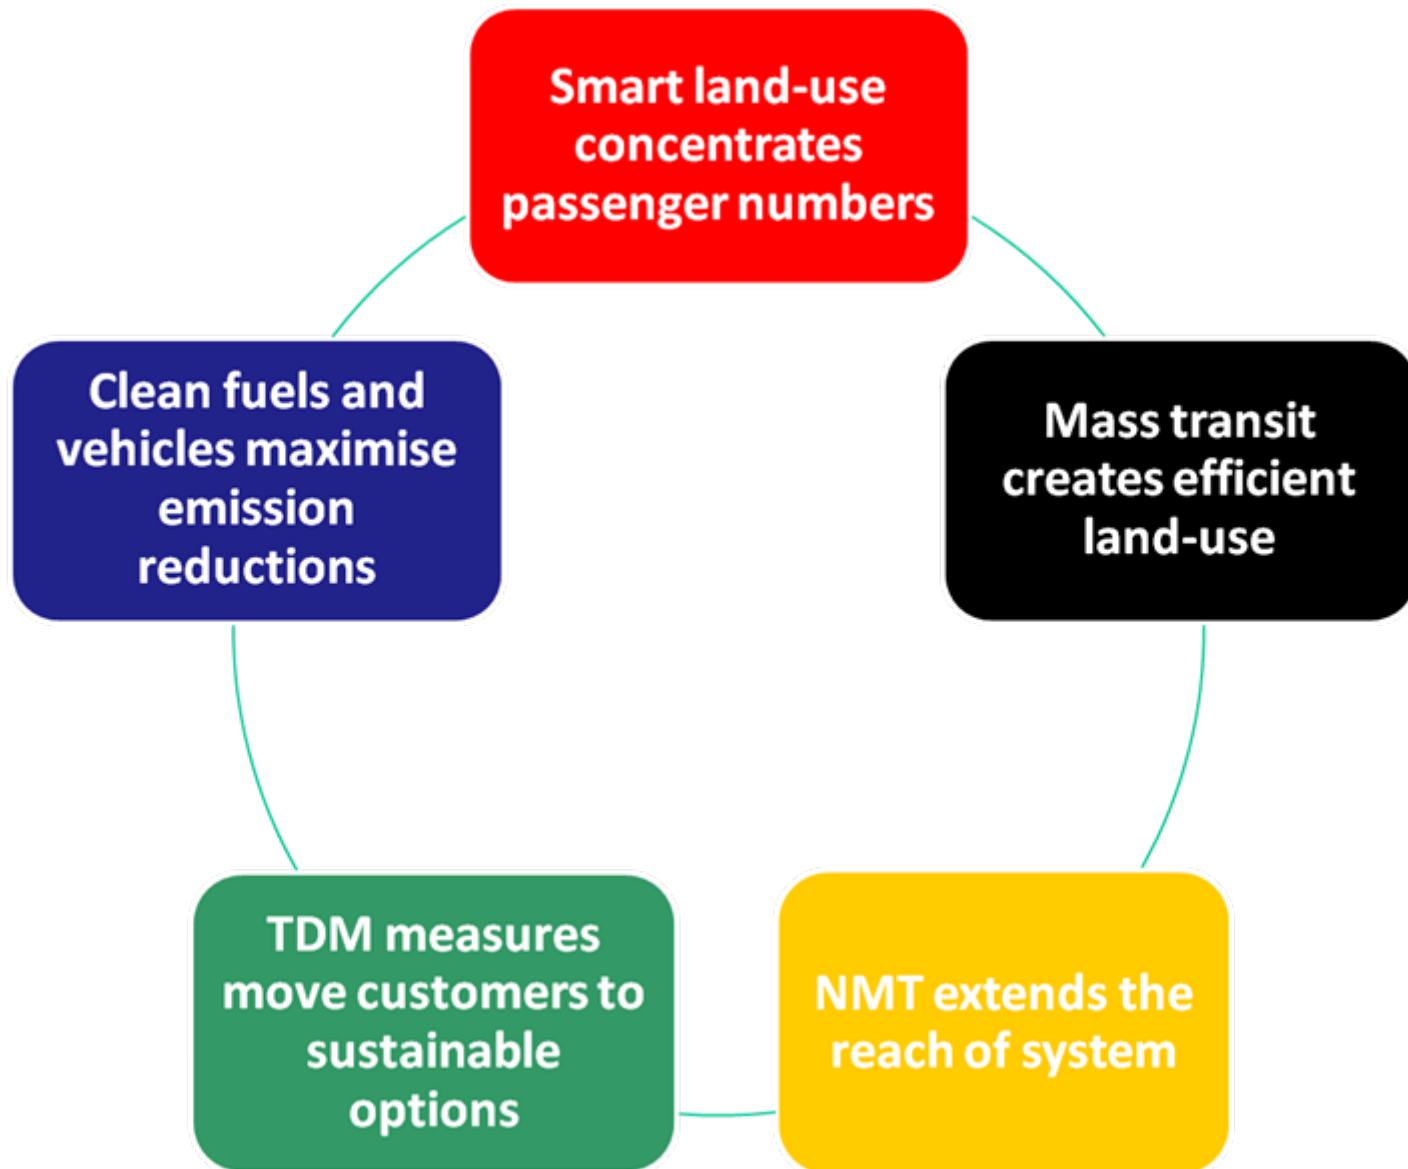 Smart land-use
concentrates
passenger numbers
Mass transit
creates efficient
land-use
NMT extends the
reach of system
TDM measures
move customers to
sustainable
options
Clean fuels and
vehicles maximise
emission
reductions